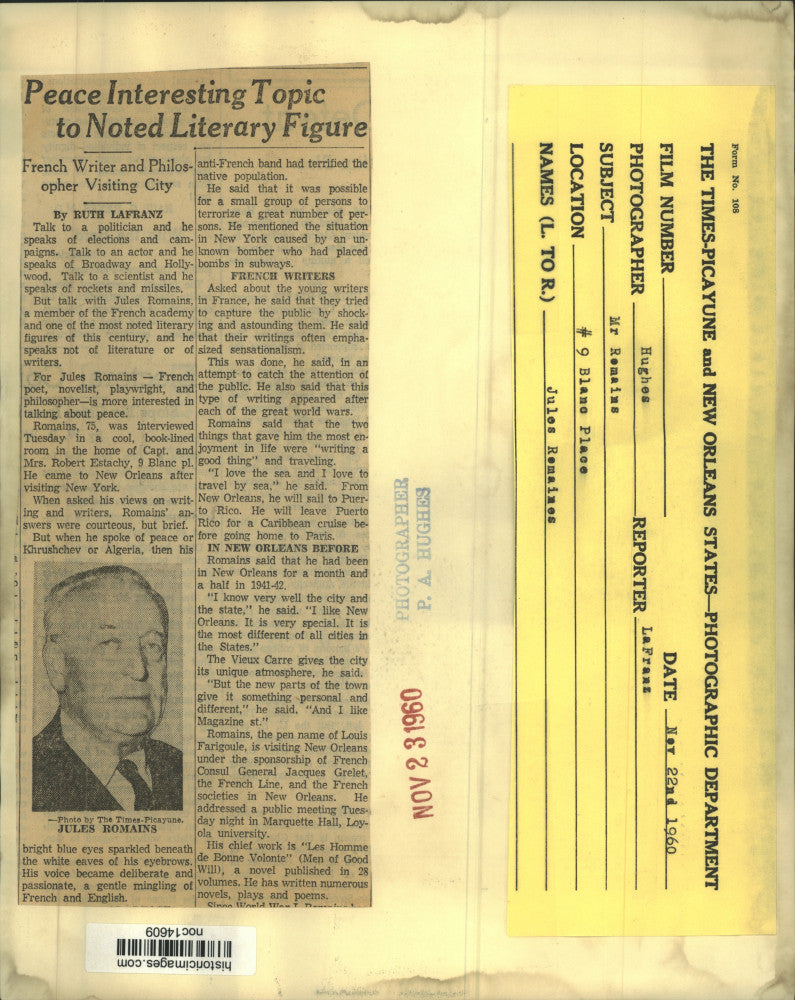 Peace Interesting Topic
to Noted Literary Figure
French Writer and Philos-
opher Visiting City
By RUTH LAFRANZ
Talk to a politician and he
speaks of elections and cam-
paigns. Talk to an actor and he
speaks of Broadway and Holly-
wood. Talk to a scientist and he
speaks of rockets and missiles.
But talk with Jules Romains,
a member of the French academy
and one of the most noted literary
figures of this century, and he
speaks not of literature or of
writers.
For Jules Romains — French
poet, novelist, playwright, and
philosopher—is more interested in
talking about peace.
Romains, 75, was interviewed
Tuesday in a cool, book-lined
room in the home of Capt. and
Mrs. Robert Estachy, 9 Blanc pl.
He came to New Orleans after
visiting New York.
When asked his views on writ-
ing and writers, Romains' an-
swers were courteous, but brief.
But when he spoke of peace or
Khrushchev or Algeria, then his
—Photo by The Times-Picayune.
JULES ROMAINS
bright blue eyes sparkled beneath
the white eaves of his eyebrows.
His voice became deliberate and
passionate, a gentle mingling of
French and English.
anti-French band had terrified the
native population.
He said that it was possible
for a small group of persons to
terrorize a great number of per-
sons. He mentioned the situation
in New York caused by an un-
known bomber who had placed
bombs in subways.
FRENCH WRITERS
Asked about the young writers
in France, he said that they tried
to capture the public by shock-
ing and astounding them. He said
that their writings often empha-
sized sensationalism.
This was done, he said, in an
attempt to catch the attention of
the public. He also said that this
type of writing appeared after
each of the great world wars.
Romains said that the two
things that gave him the most en-
joyment in life were "writing a
good thing" and traveling.
"I love the sea and I love to
travel by sea," he said. From
New Orleans, he will sail to Puer-
to Rico. He will leave Puerto
Rico for a Caribbean cruise be-
fore going home to Paris.
IN NEW ORLEANS BEFORE
Romains said that he had been
in New Orleans for a month and
a half in 1941-42.
"I know very well the city and
the state," he said. "I like New
Orleans. It is very special. It is
the most different of all cities in
the States."
The Vieux Carre gives the city
its unique atmosphere, he said.
"But the new parts of the town
give it something personal and
different," he said. "And I like
Magazine st."
Romains, the pen name of Louis
Farigoule, is visiting New Orleans
under the sponsorship of French
Consul General Jacques Grelet,
the French Line, and the French
societies in New Orleans. He
addressed a public meeting Tues-
day night in Marquette Hall, Loy-
ola university.
His chief work is "Les Homme
de Bonne Volonte" (Men of Good
Will), a novel published in 28
volumes. He has written numerous
novels, plays and poems.
Since World War I
PHOTOGRAPHER
P. A. HUGHES
NOV 23 1960
Form No. 108
THE TIMES-PICAYUNE and NEW ORLEANS STATES—PHOTOGRAPHIC DEPARTMENT
FILM NUMBER DATE Nov 22nd 1960
PHOTOGRAPHER Hughes REPORTER LaFranz
SUBJECT Mr Remains
LOCATION # 9 Blanc Place
NAMES (L. TO R.) Jules Remaines
historicimages.com
noc14609